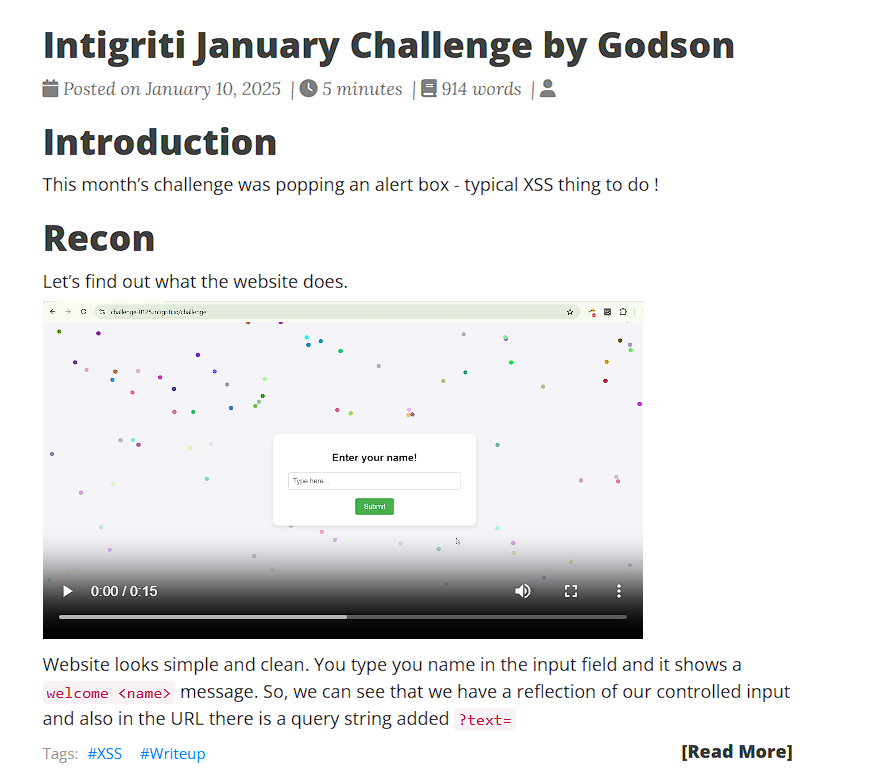 Intigriti January Challenge by Godson
Posted on January 10, 2025 | 5 minutes | 914 words |
Introduction
This month's challenge was popping an alert box - typical XSS thing to do !
Recon
Let's find out what the website does.
challenge-0125.intigriti.io/challenge
Enter your name!
Type here...
Submit
0:00 / 0:15
Website looks simple and clean. You type you name in the input field and it shows a
welcome <name> message. So, we can see that we have a reflection of our controlled input
and also in the URL there is a query string added ?text=
Tags: #XSS #Writeup [Read More]